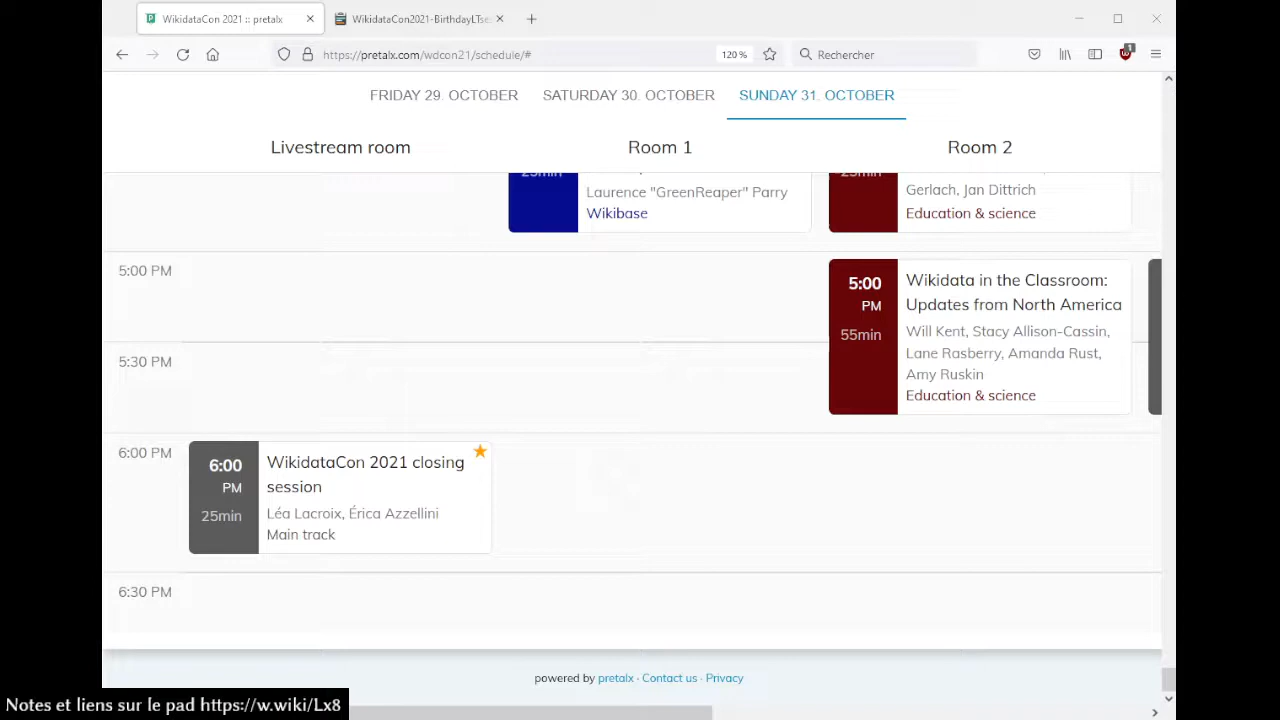 WikidataCon 2021 :: pretalx
WikidataCon2021-BirthdayLTse
https://pretalx.com/wdcon21/schedule/#
120 %
Rechercher
1
FRIDAY 29. OCTOBER
SATURDAY 30. OCTOBER
SUNDAY 31. OCTOBER
Livestream room
Room 1
Room 2
25min
Laurence "GreenReaper" Parry
Wikibase
25min
Gerlach, Jan Dittrich
Education & science
5:00 PM
5:00
PM
55min
Wikidata in the Classroom:
Updates from North America
Will Kent, Stacy Allison-Cassin,
Lane Rasberry, Amanda Rust,
Amy Ruskin
Education & science
5:30 PM
6:00 PM
6:00
PM
25min
WikidataCon 2021 closing
session
Léa Lacroix, Érica Azzellini
Main track
6:30 PM
powered by pretalx · Contact us · Privacy
Notes et liens sur le pad https://w.wiki/Lx8